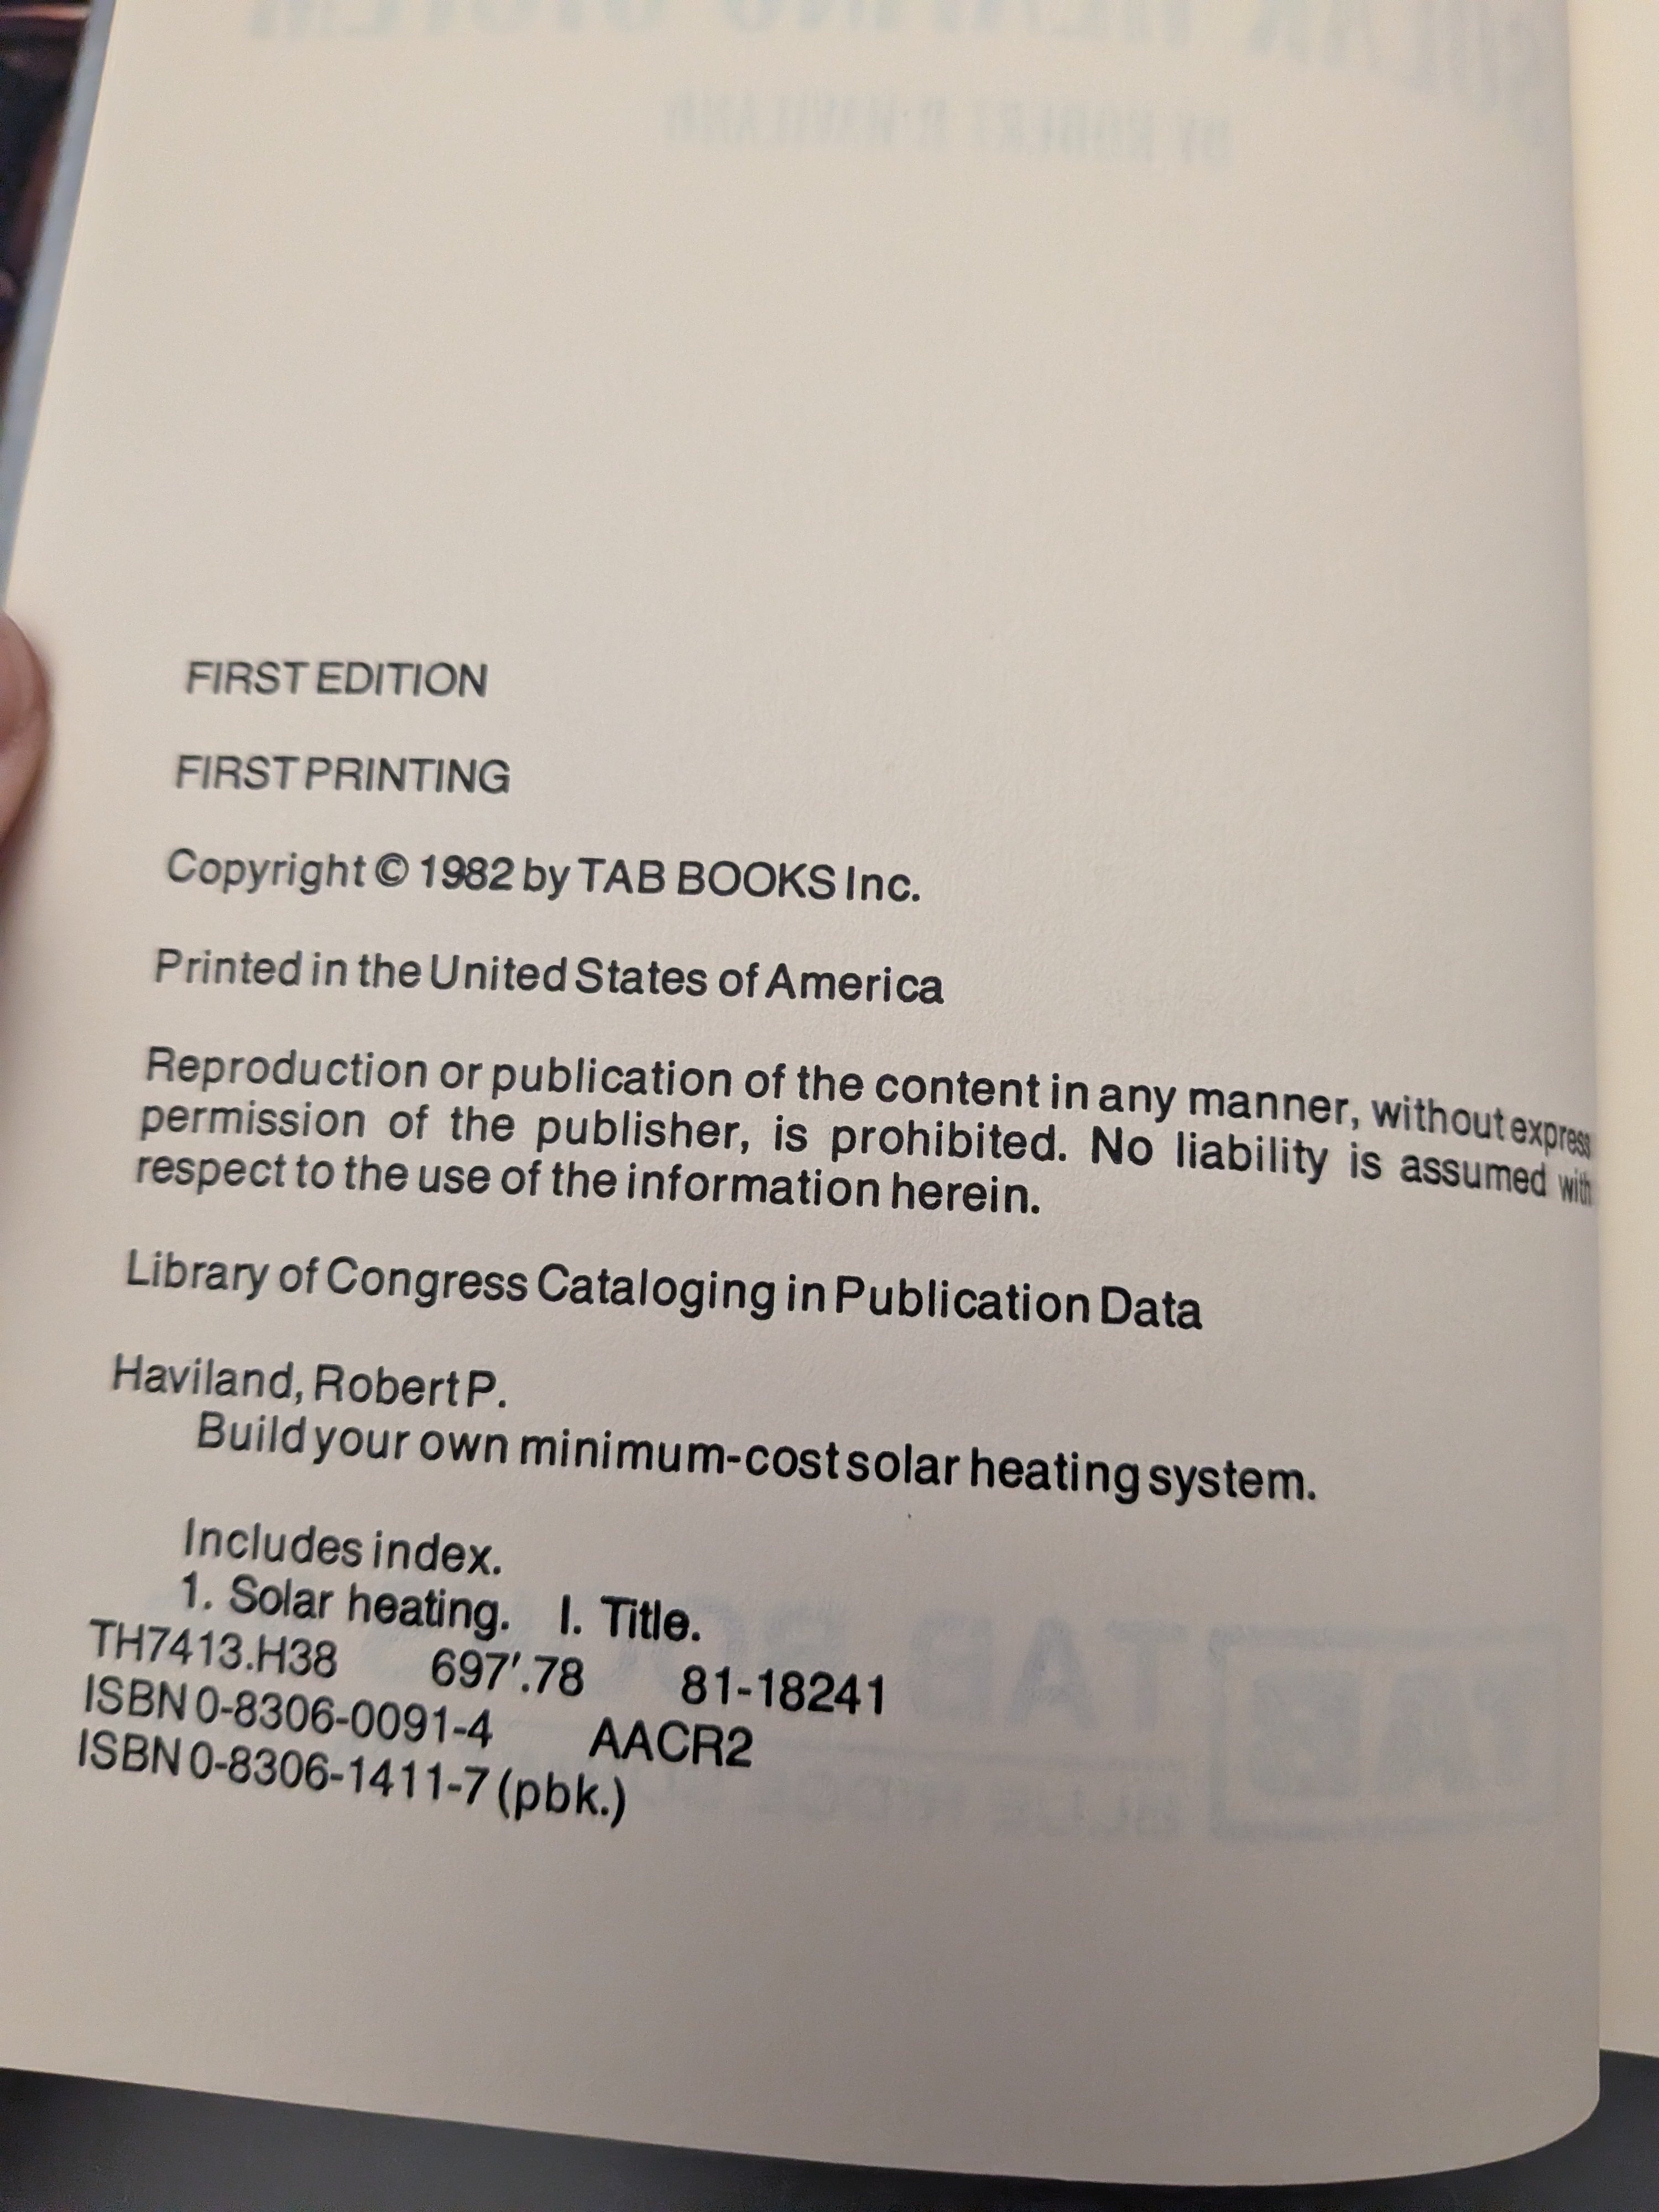 FIRST EDITION
FIRST PRINTING
Copyright © 1982 by TAB BOOKS Inc.
Printed in the United States of America
Reproduction or publication of the content in any manner, without express
permission of the publisher, is prohibited. No liability is assumed with
respect to the use of the information herein.
Library of Congress Cataloging in Publication Data
Haviland, Robert P.
Build your own minimum-cost solar heating system.
Includes index.
1. Solar heating. I. Title.
TH7413.H38 697'.78 81-18241
ISBN 0-8306-0091-4 AACR2
ISBN 0-8306-1411-7 (pbk.)